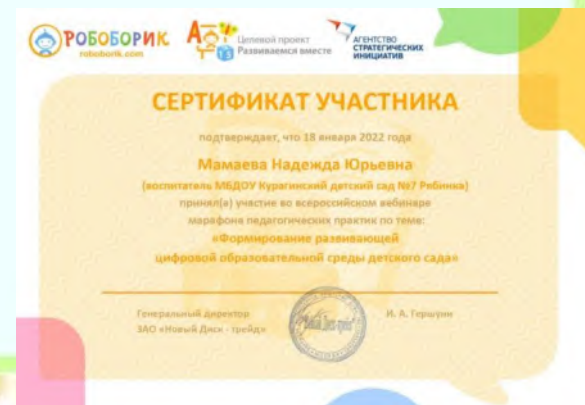 РОБОБОРИК
roboborik.com
Целевой проект
Развиваемся вместе
АГЕНТСТВО
СТРАТЕГИЧЕСКИХ
ИНИЦИАТИВ
СЕРТИФИКАТ УЧАСТНИКА
подтверждает, что 18 января 2022 года
Мамаева Надежда Юрьевна
(воспитатель МБДОУ Курагинский детский сад №7 Рябинка)
принял(а) участие во всероссийском вебинаре
марафона педагогических практик по теме:
«Формирование развивающей
цифровой образовательной среды детского сада»
Генеральный директор
ЗАО «Новый Диск - трейд»
И. А.